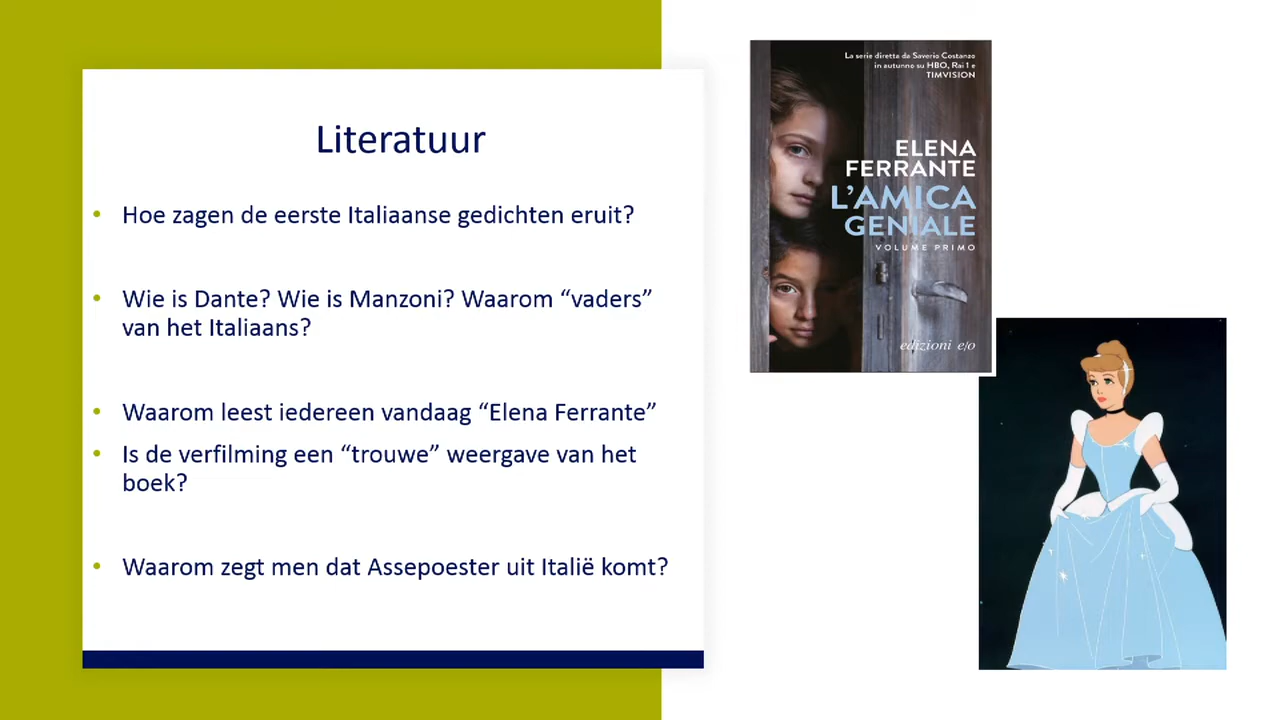 Literatuur
• Hoe zagen de eerste Italiaanse gedichten eruit?
• Wie is Dante? Wie is Manzoni? Waarom “vaders”
van het Italiaans?
• Waarom leest iedereen vandaag “Elena Ferrante”
• Is de verfilming een “trouwe” weergave van het
boek?
• Waarom zegt men dat Assepoester uit Italië komt?
La serie diretta da Saverio Costanzo
in autunno su HBO, Rai 1 e
TIMVISION
ELENA
FERRANTE
L’AMICA
GENIALE
VOLUME PRIMO
edizioni e/o